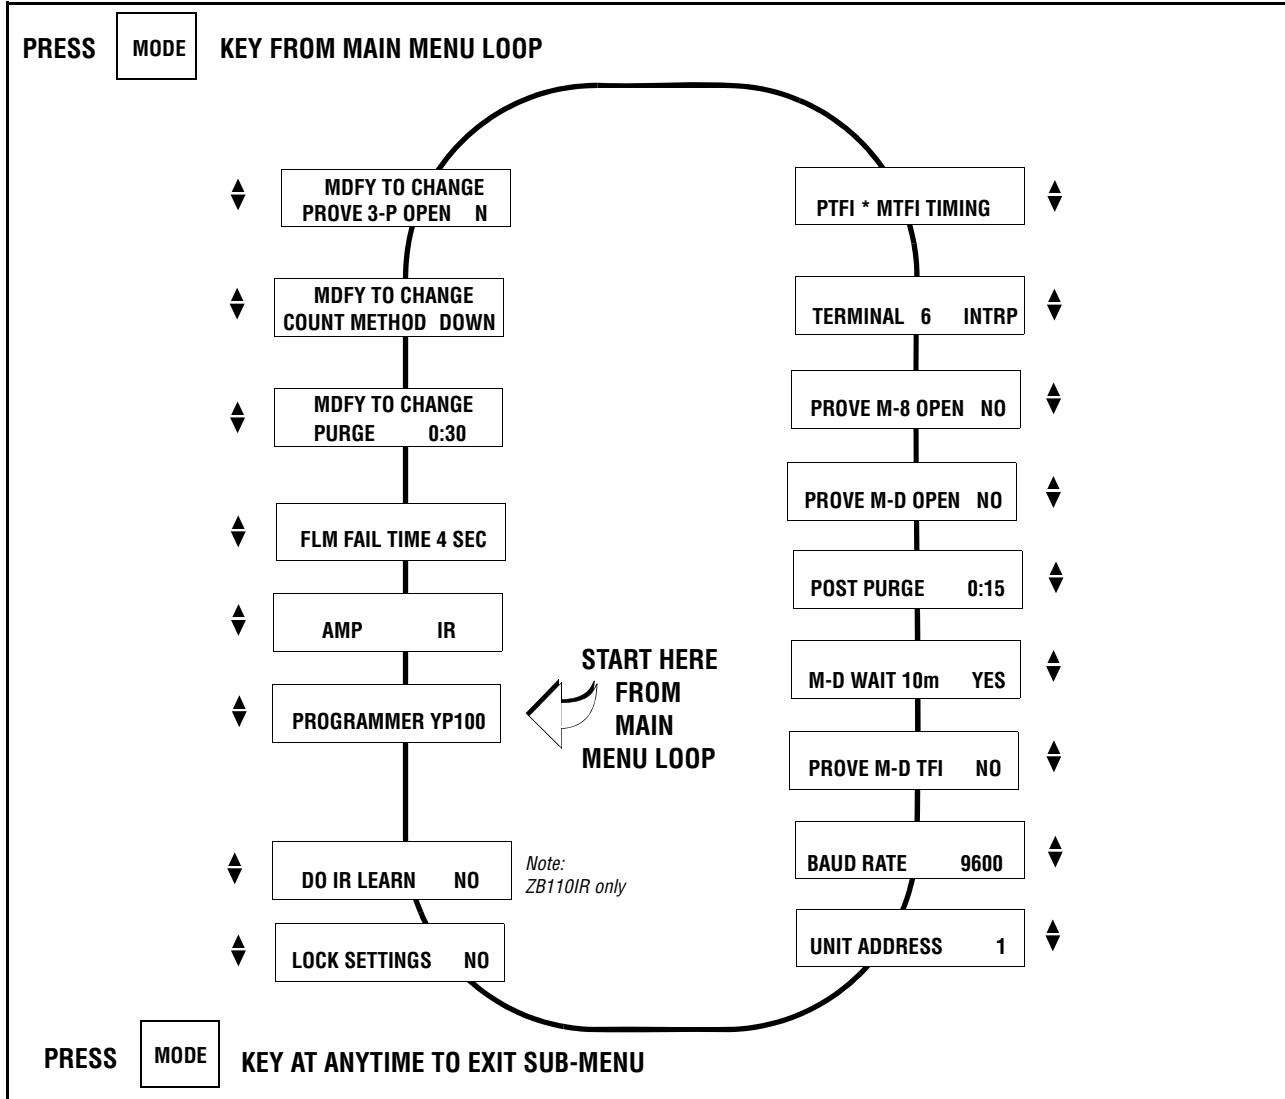 PRESS MODE KEY FROM MAIN MENU LOOP
MDFY TO CHANGE
PROVE 3-P OPEN N
MDFY TO CHANGE
COUNT METHOD DOWN
MDFY TO CHANGE
PURGE 0:30
FLM FAIL TIME 4 SEC
AMP IR
PROGRAMMER YP100
START HERE
FROM
MAIN
MENU LOOP
DO IR LEARN NO
Note:
ZB110IR only
LOCK SETTINGS NO
PTFI * MTFI TIMING
TERMINAL 6 INTRP
PROVE M-8 OPEN NO
PROVE M-D OPEN NO
POST PURGE 0:15
M-D WAIT 10m YES
PROVE M-D TFI NO
BAUD RATE 9600
UNIT ADDRESS 1
PRESS MODE KEY AT ANYTIME TO EXIT SUB-MENU